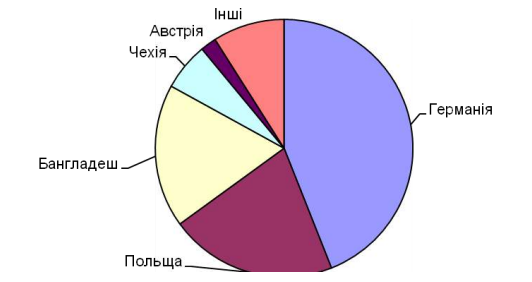 Інші
Австрія
Чехія
Германія
Бангладеш
Польща